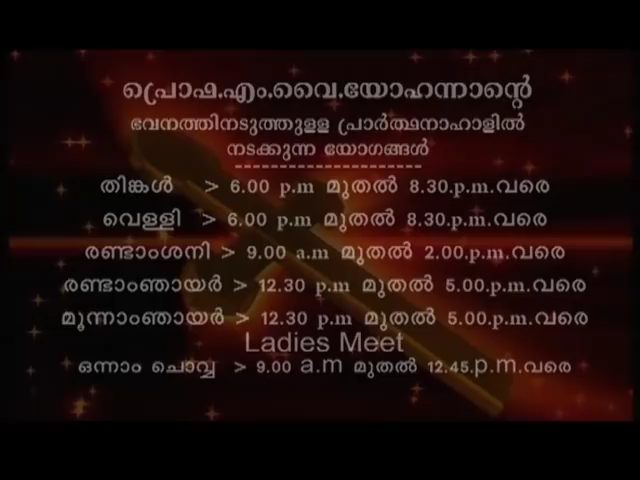 പ്രൊഫ.എം.വൈ.യോഹന്നാന്റെ
ഭവനത്തിനടുത്തുളള പ്രാർത്ഥനാഹാളിൽ
നടക്കുന്ന യോഗങ്ങൾ
--------------------
തിങ്കൾ > 6.00 p.m മുതൽ 8.30.p.m.വരെ
വെള്ളി > 6.00 p.m മുതൽ 8.30.p.m.വരെ
രണ്ടാംശനി > 9.00 a.m മുതൽ 2.00.p.m.വരെ
രണ്ടാംഞായർ > 12.30 p.m മുതൽ 5.00.p.m.വരെ
മൂന്നാംഞായർ > 12.30 p.m മുതൽ 5.00.p.m.വരെ
Ladies Meet
ഒന്നാം ചൊവ്വ > 9.00 a.m മുതൽ 12.45.p.m.വരെ